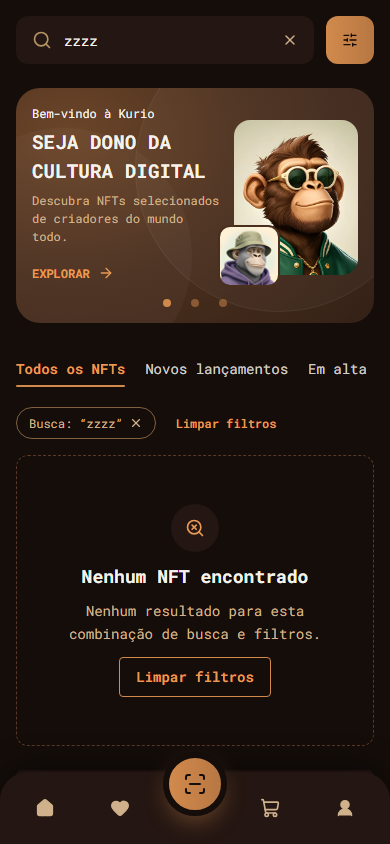 zzzz
Bem-vindo à Kurio
SEJA DONO DA
CULTURA DIGITAL
Descubra NFTs selecionados
de criadores do mundo
todo.
EXPLORAR
Todos os NFTs Novos lançamentos Em alta
Busca: “zzzz” Limpar filtros
Nenhum NFT encontrado
Nenhum resultado para esta
combinação de busca e filtros.
Limpar filtros